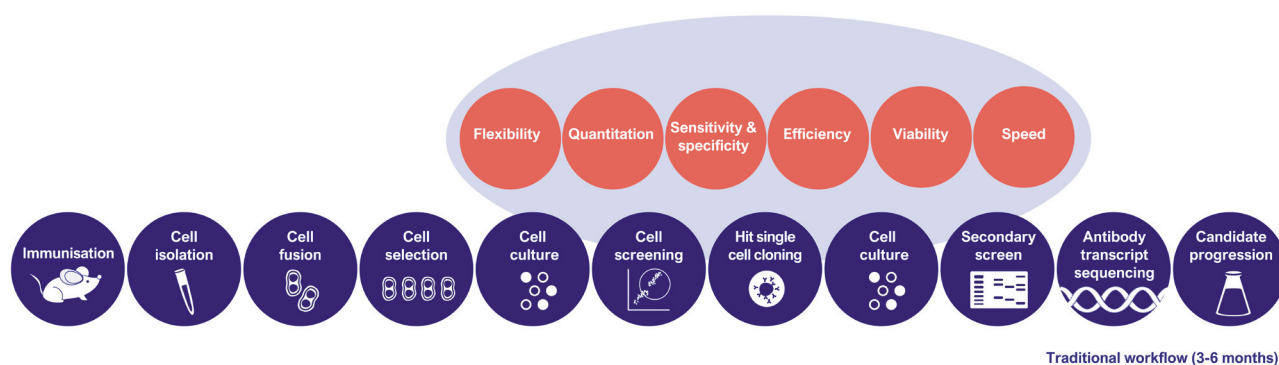 Flexibility
Quantitation
Sensitivity &
specificity
Efficiency
Viability
Speed
Immunisation
Cell
isolation
Cell
fusion
Cell
selection
Cell
culture
Cell
screening
Hit single
cell cloning
Cell
culture
Secondary
screen
Antibody
transcript
sequencing
Candidate
progression
Traditional workflow (3-6 months)